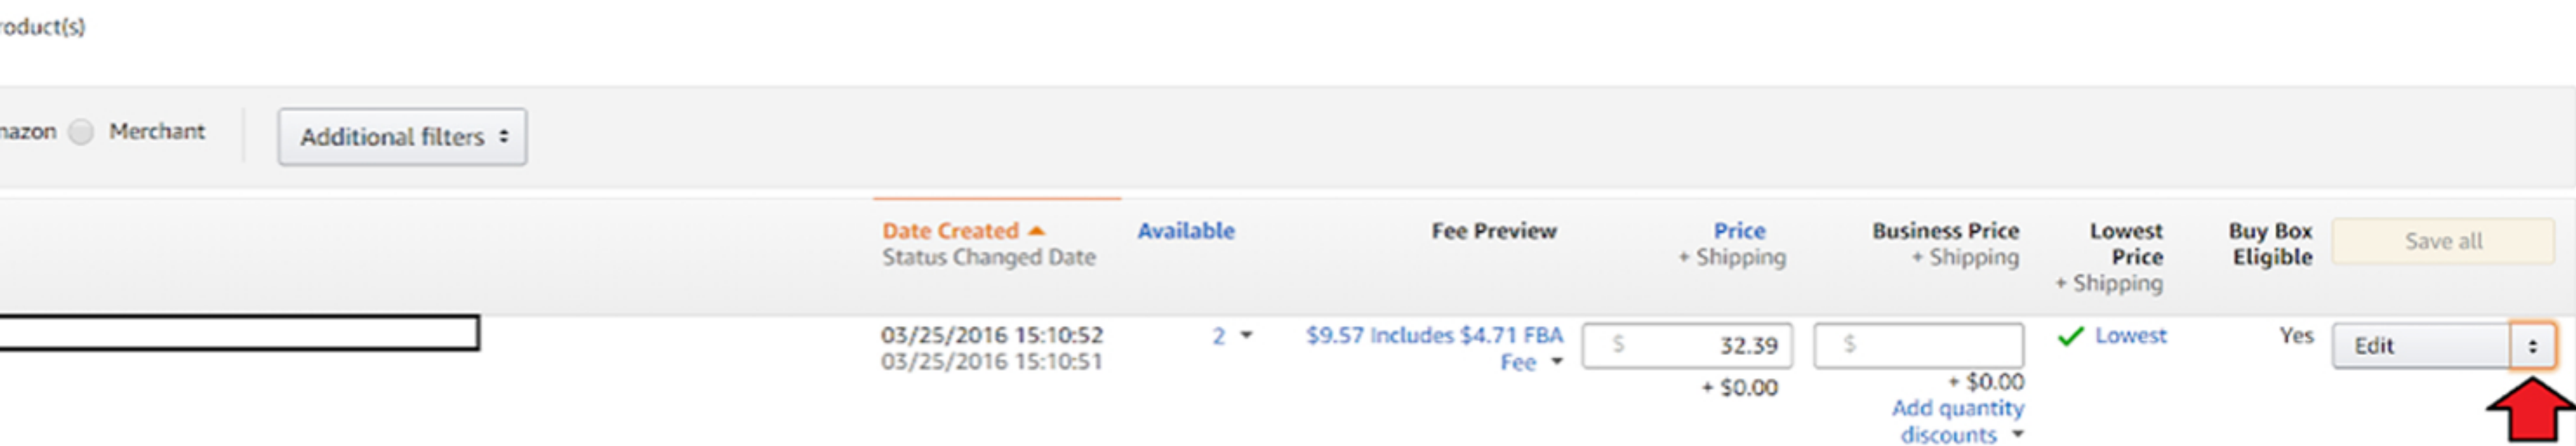 roduct(s)
mazon Merchant Additional filters
Date Created Available Fee Preview Price Business Price Lowest Buy Box Save all
Status Changed Date + Shipping + Shipping Price Eligible
+ Shipping
03/25/2016 15:10:52 2 $9.57 Includes $4.71 FBA $ 32.39 $ Lowest Yes Edit
03/25/2016 15:10:51 Fee
+ $0.00 + $0.00
Add quantity
discounts